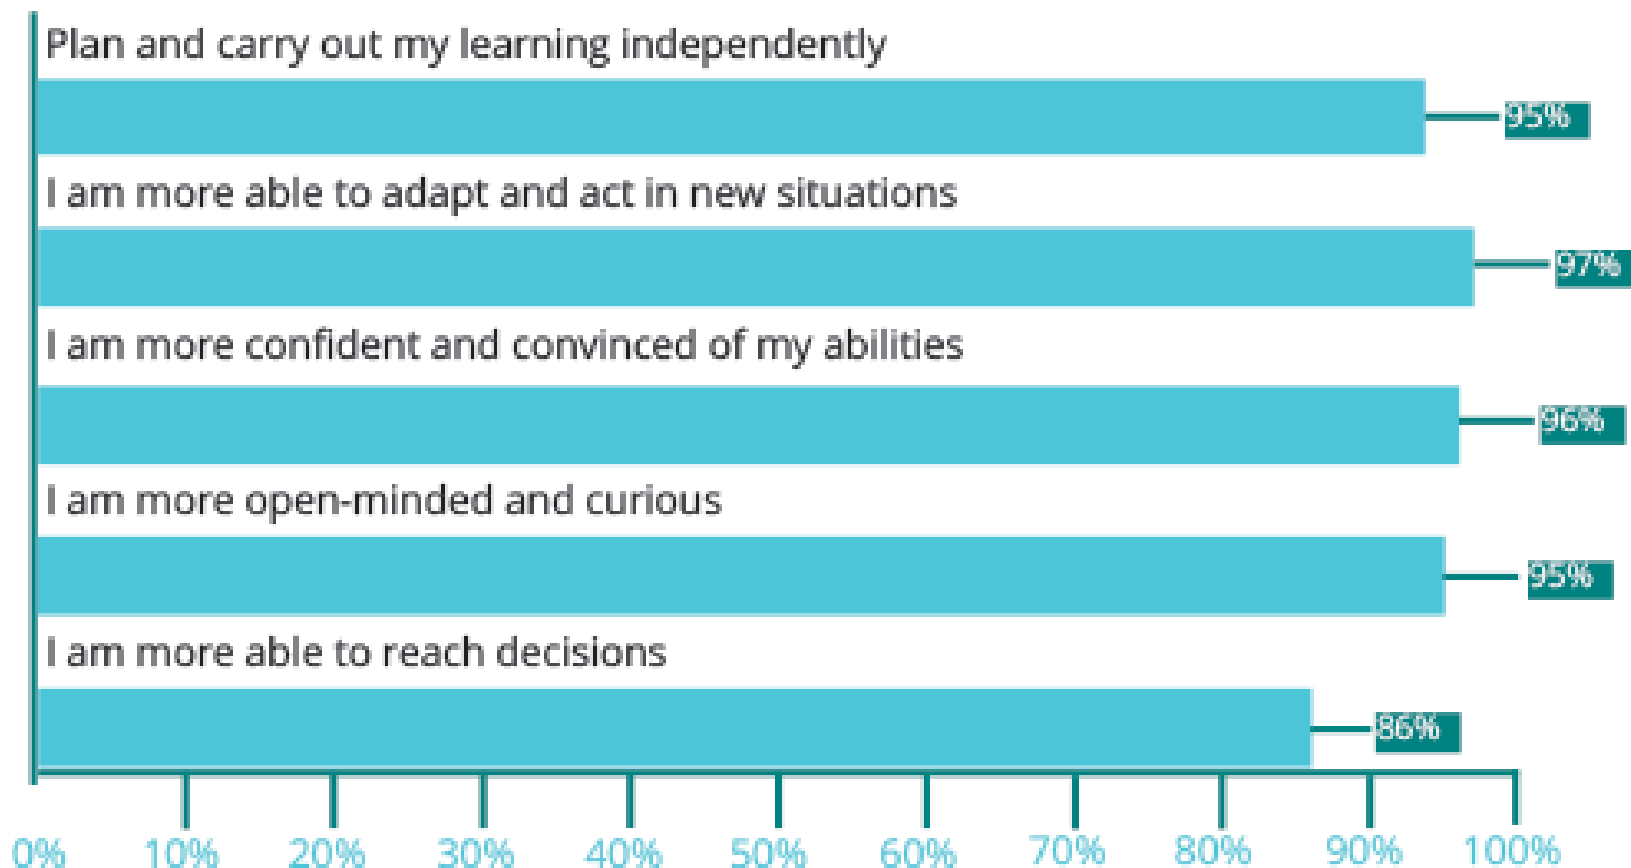 Plan and carry out my learning independently
95%
I am more able to adapt and act in new situations
97%
I am more confident and convinced of my abilities
96%
I am more open-minded and curious
95%
I am more able to reach decisions
86%
0% 10% 20% 30% 40% 50% 60% 70% 80% 90% 100%